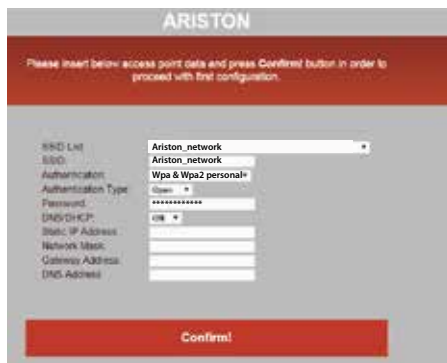 ARISTON
Please insert below access point data and press Confirm! button in order to
proceed with first configuration.
SSID List: Ariston_network
SSID: Ariston_network
Authentication: Wpa & Wpa2 personal
Authentication Type: Open
Password: ************
DNS/DHCP: ON
Static IP Address:
Network Mask:
Gateway Address:
DNS Address:
Confirm!